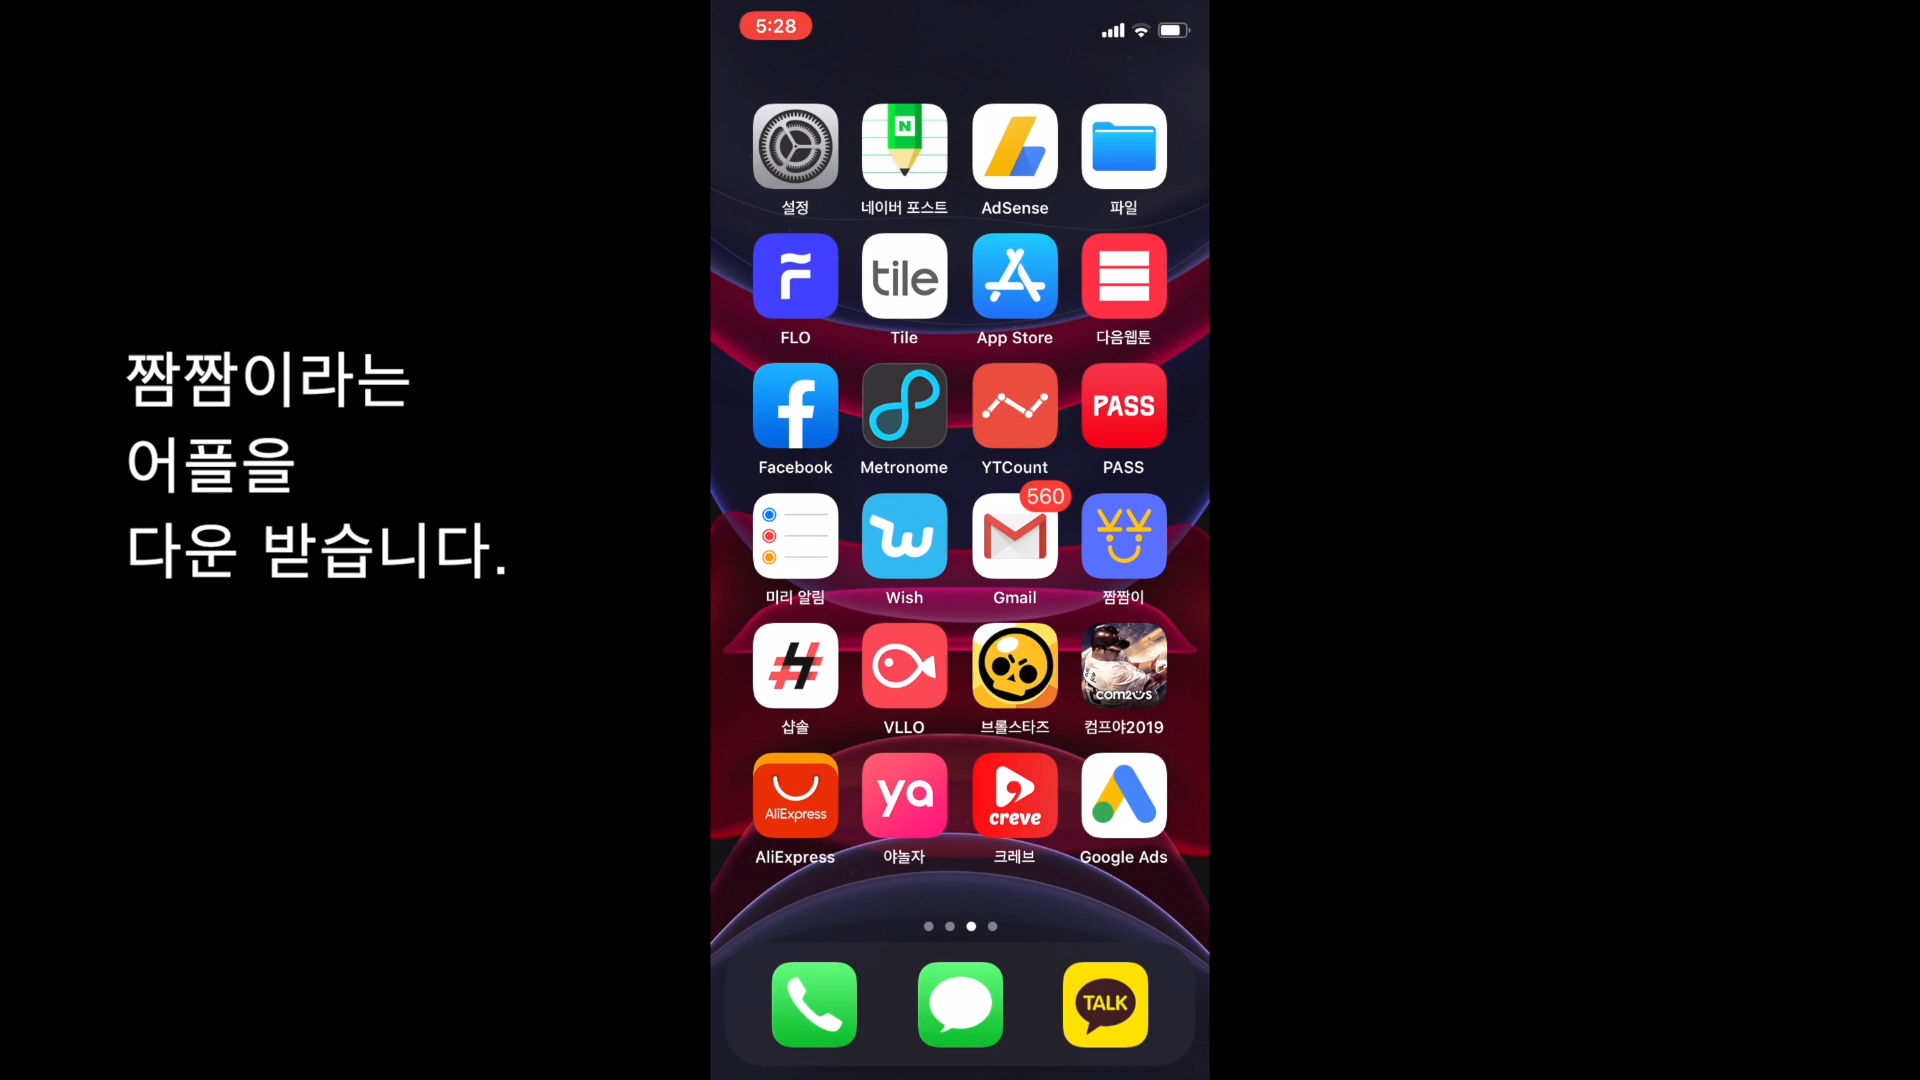 5:28
짬짬이라는
어플을
다운 받습니다.
N
설정 네이버 포스트 AdSense 파일
tile
FLO Tile App Store 다음웹툰
PASS
Facebook Metronome YTCount PASS
560
미리 알림 Wish Gmail 짬짬이
com2us
샵솔 VLLO 브롤스타즈 컴프야2019
AliExpress ya creve
AliExpress 야놀자 크레브 Google Ads
TALK